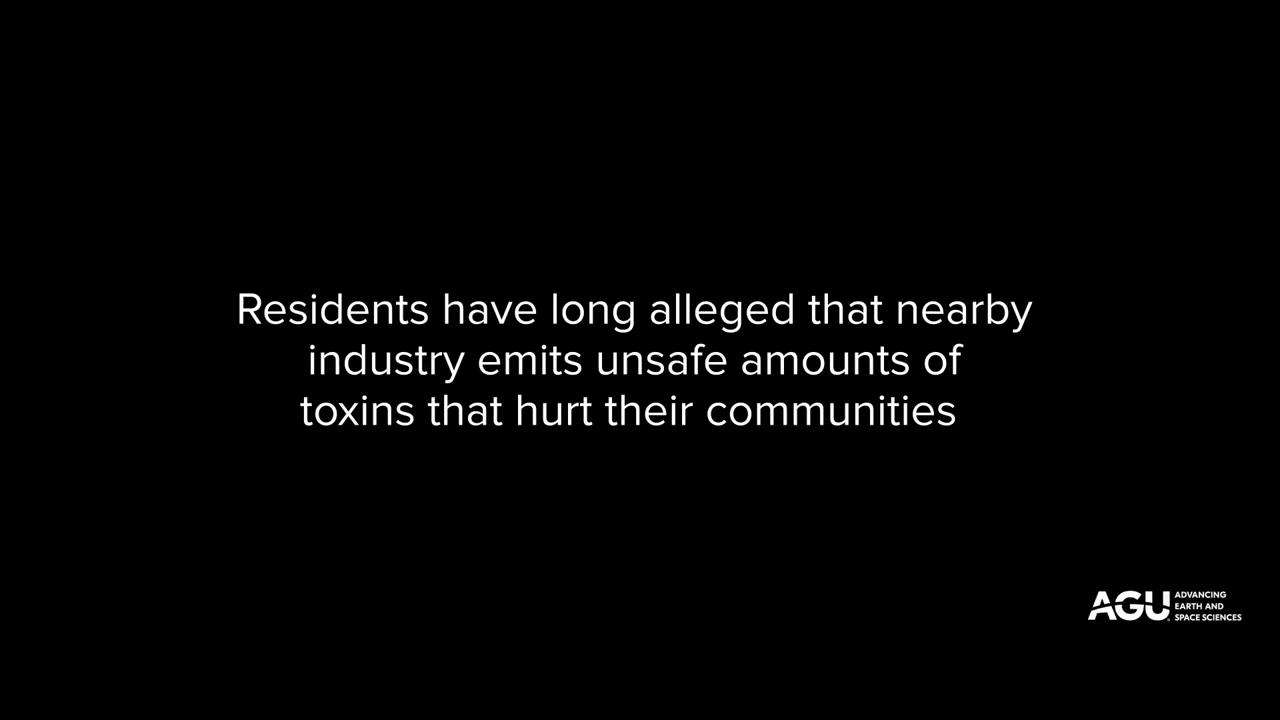 Residents have long alleged that nearby
industry emits unsafe amounts of
toxins that hurt their communities
AGU
ADVANCING
EARTH AND
SPACE SCIENCES